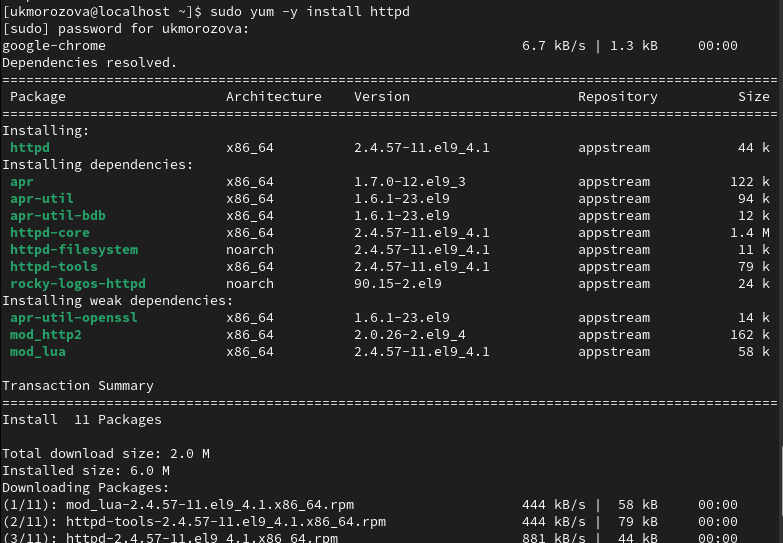 [ukmorozova@localhost ~]$ sudo yum -y install httpd
[sudo] password for ukmorozova:
google-chrome 6.7 kB/s | 1.3 kB 00:00
Dependencies resolved.
================================================================================================
Package Architecture Version Repository Size
================================================================================================
Installing:
httpd x86_64 2.4.57-11.el9_4.1 appstream 44 k
Installing dependencies:
apr x86_64 1.7.0-12.el9_3 appstream 122 k
apr-util x86_64 1.6.1-23.el9 appstream 94 k
apr-util-bdb x86_64 1.6.1-23.el9 appstream 12 k
httpd-core x86_64 2.4.57-11.el9_4.1 appstream 1.4 M
httpd-filesystem noarch 2.4.57-11.el9_4.1 appstream 11 k
httpd-tools x86_64 2.4.57-11.el9_4.1 appstream 79 k
rocky-logos-httpd noarch 90.15-2.el9 appstream 24 k
Installing weak dependencies:
apr-util-openssl x86_64 1.6.1-23.el9 appstream 14 k
mod_http2 x86_64 2.0.26-2.el9_4 appstream 162 k
mod_lua x86_64 2.4.57-11.el9_4.1 appstream 58 k
Transaction Summary
================================================================================================
Install 11 Packages
Total download size: 2.0 M
Installed size: 6.0 M
Downloading Packages:
(1/11): mod_lua-2.4.57-11.el9_4.1.x86_64.rpm 444 kB/s | 58 kB 00:00
(2/11): httpd-tools-2.4.57-11.el9_4.1.x86_64.rpm 444 kB/s | 79 kB 00:00
(3/11): httpd-2.4.57-11.el9_4.1.x86_64.rpm 881 kB/s | 44 kB 00:00